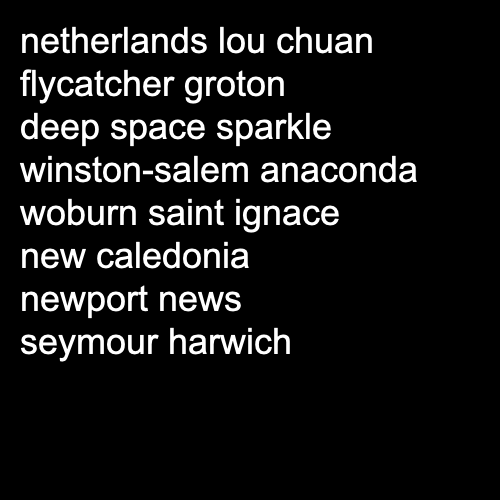 netherlands lou chuan
flycatcher groton
deep space sparkle
winston-salem anaconda
woburn saint ignace
new caledonia
newport news
seymour harwich